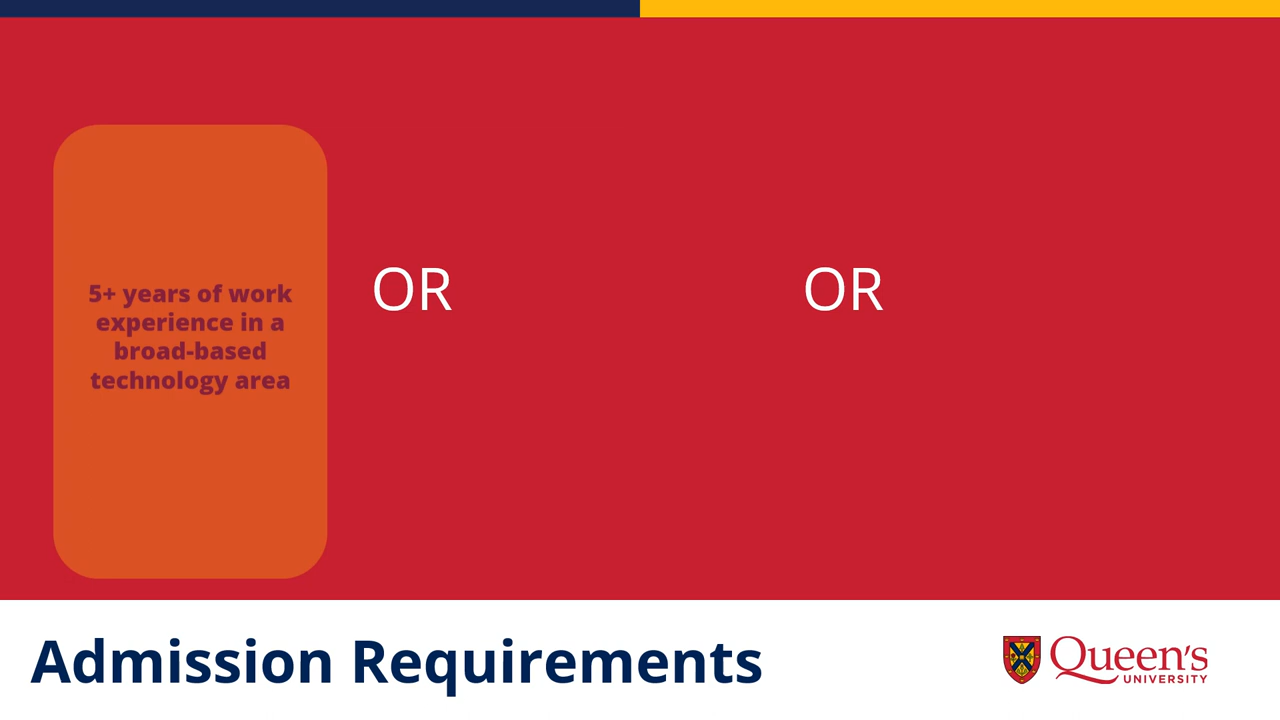 5+ years of work
experience in a
broad-based
technology area
OR
OR
Admission Requirements
Queen's
UNIVERSITY